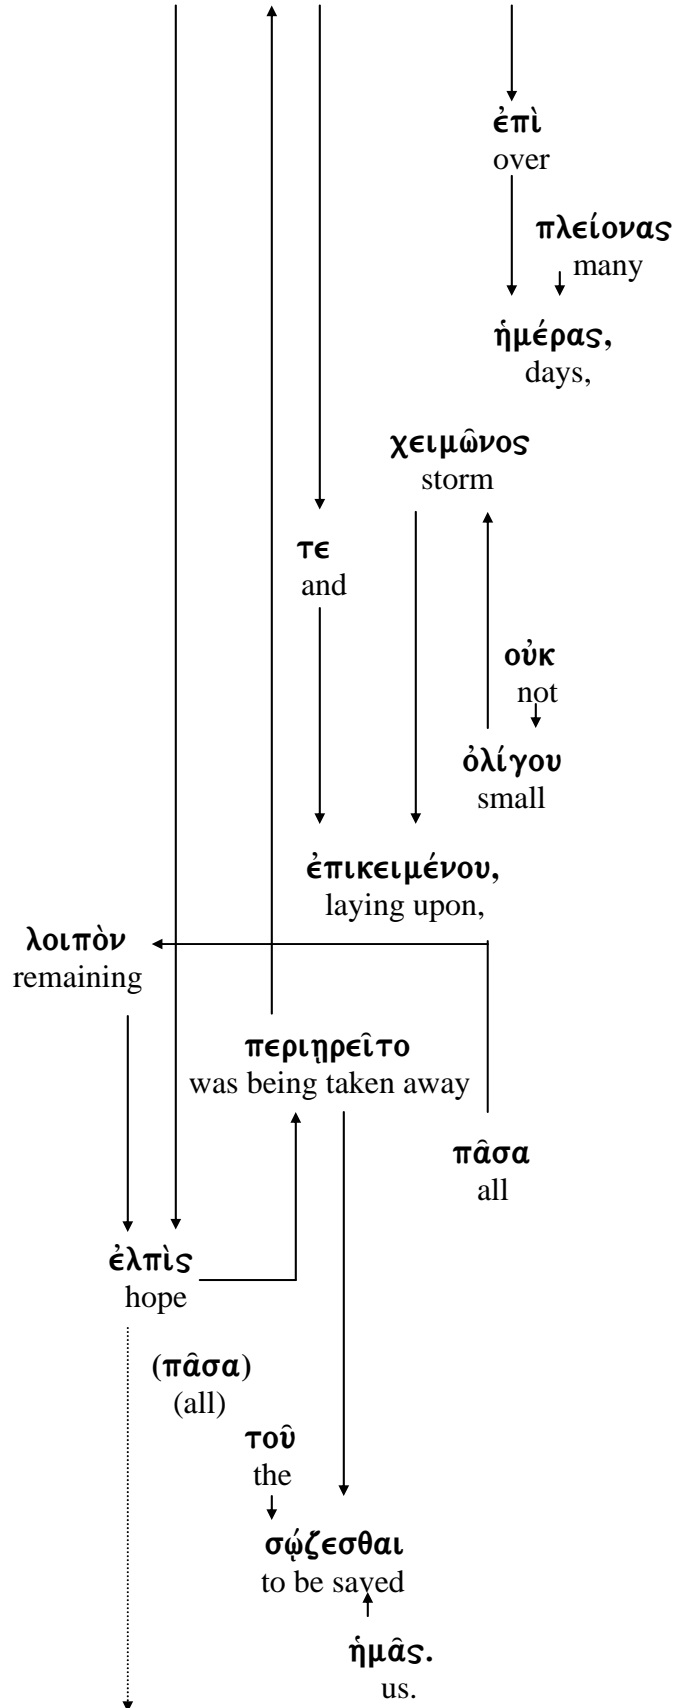 ἐπὶ
over
πλείονας
many
ἡμέρας,
days,
χειμῶνος
storm
τε
and
οὐκ
not
ὀλίγου
small
ἐπικειμένου,
laying upon,
λοιπὸν
remaining
περιῃρεῖτο
was being taken away
πᾶσα
all
ἐλπὶς
hope
(πᾶσα)
(all)
τοῦ
the
σῴζεσθαι
to be saved
ἡμᾶς.
us.